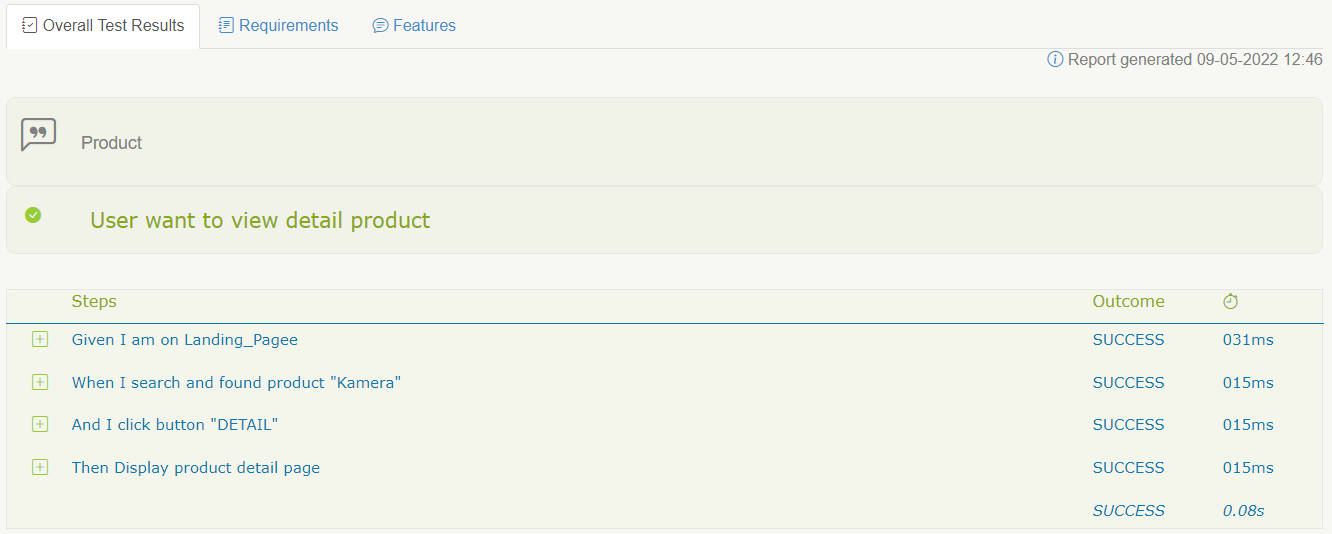 Overall Test Results Requirements Features
Report generated 09-05-2022 12:46
Product
User want to view detail product
Steps Outcome
Given I am on Landing_Pagee SUCCESS 031ms
When I search and found product "Kamera" SUCCESS 015ms
And I click button "DETAIL" SUCCESS 015ms
Then Display product detail page SUCCESS 015ms
SUCCESS 0.08s